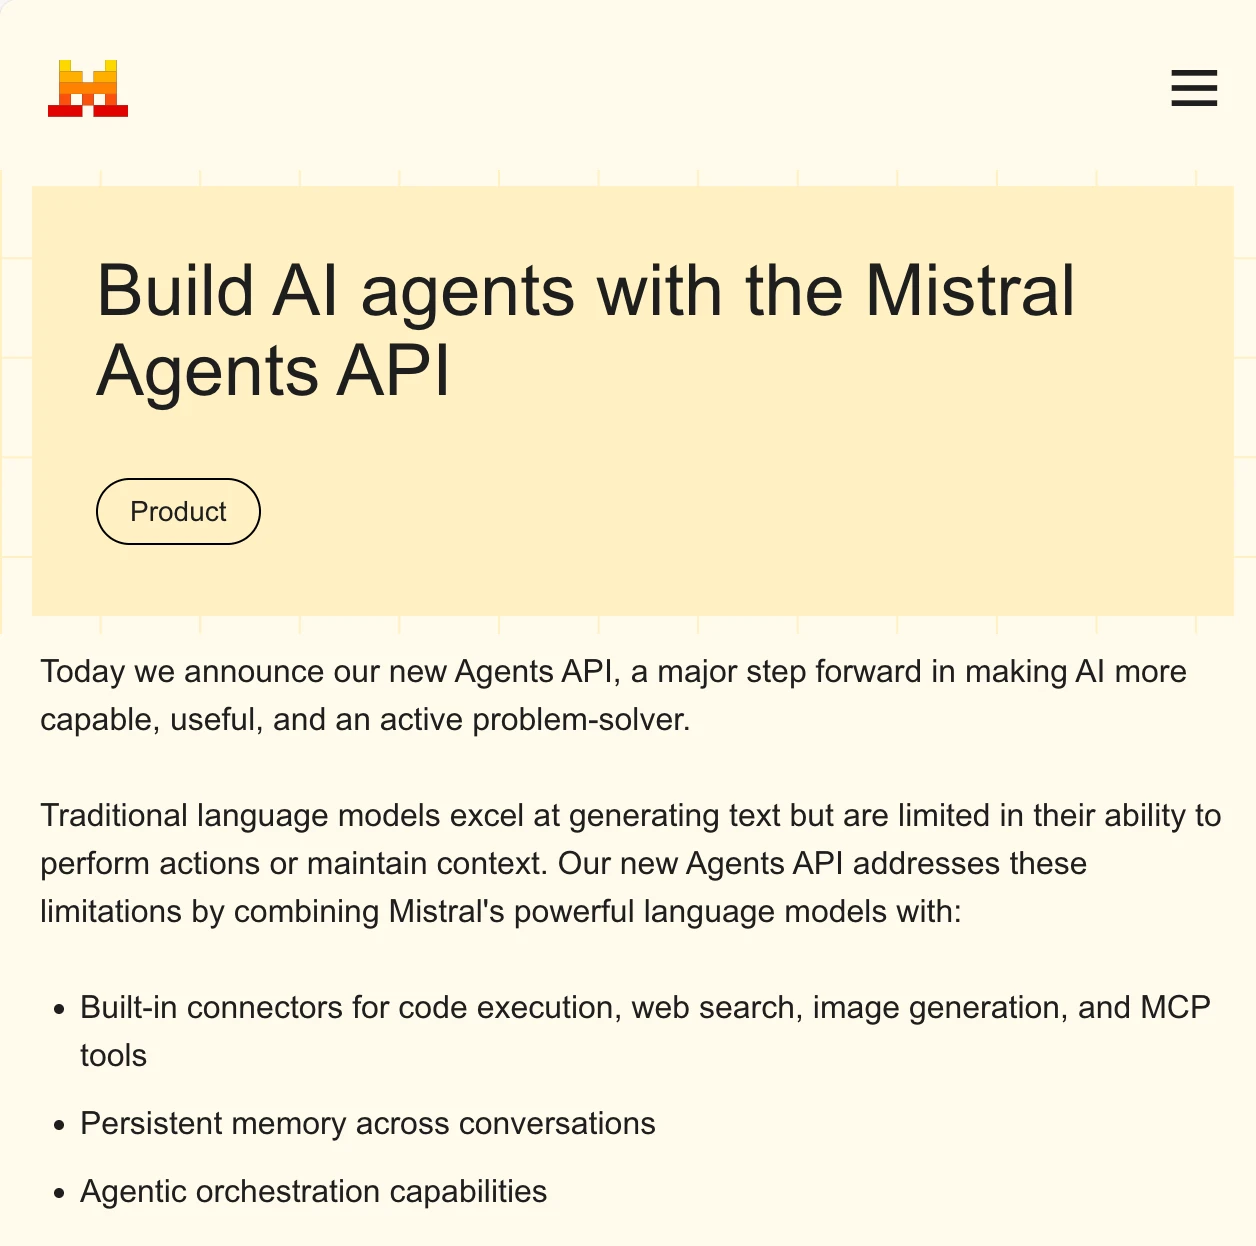 Build AI agents with the Mistral
Agents API
Product
Today we announce our new Agents API, a major step forward in making AI more
capable, useful, and an active problem-solver.
Traditional language models excel at generating text but are limited in their ability to
perform actions or maintain context. Our new Agents API addresses these
limitations by combining Mistral's powerful language models with:
• Built-in connectors for code execution, web search, image generation, and MCP
tools
• Persistent memory across conversations
• Agentic orchestration capabilities